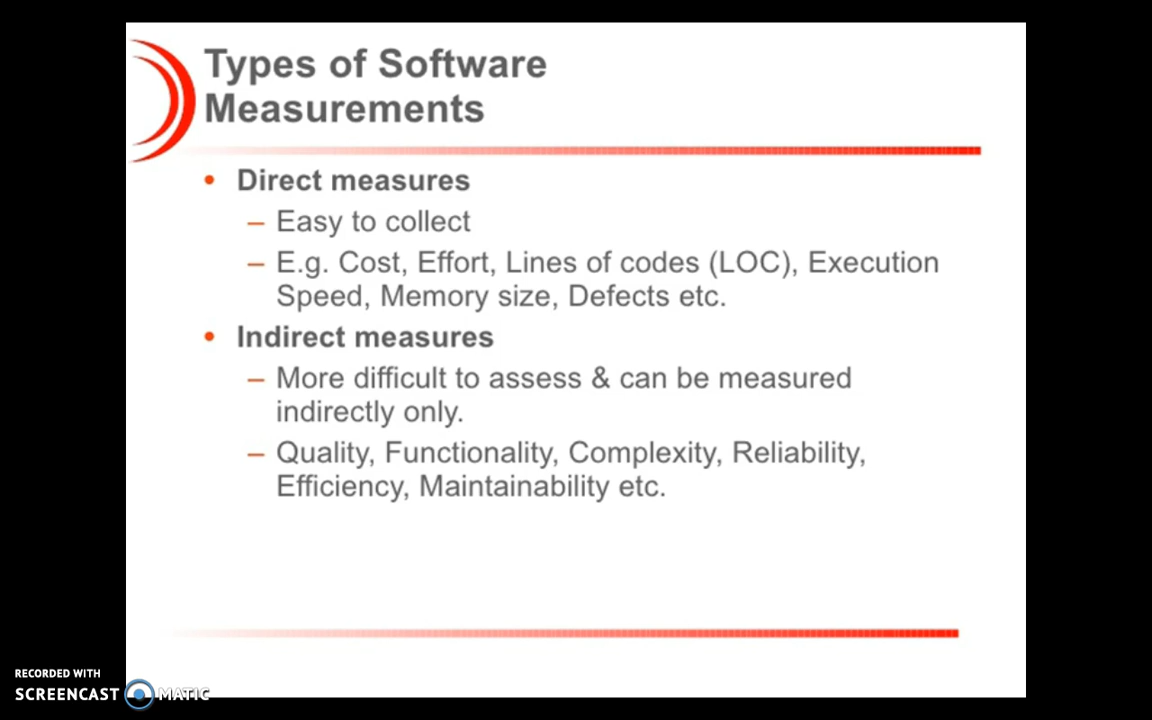 Types of Software
Measurements
• Direct measures
– Easy to collect
– E.g. Cost, Effort, Lines of codes (LOC), Execution
Speed, Memory size, Defects etc.
• Indirect measures
– More difficult to assess & can be measured
indirectly only.
– Quality, Functionality, Complexity, Reliability,
Efficiency, Maintainability etc.
RECORDED WITH
SCREENCAST MATIC